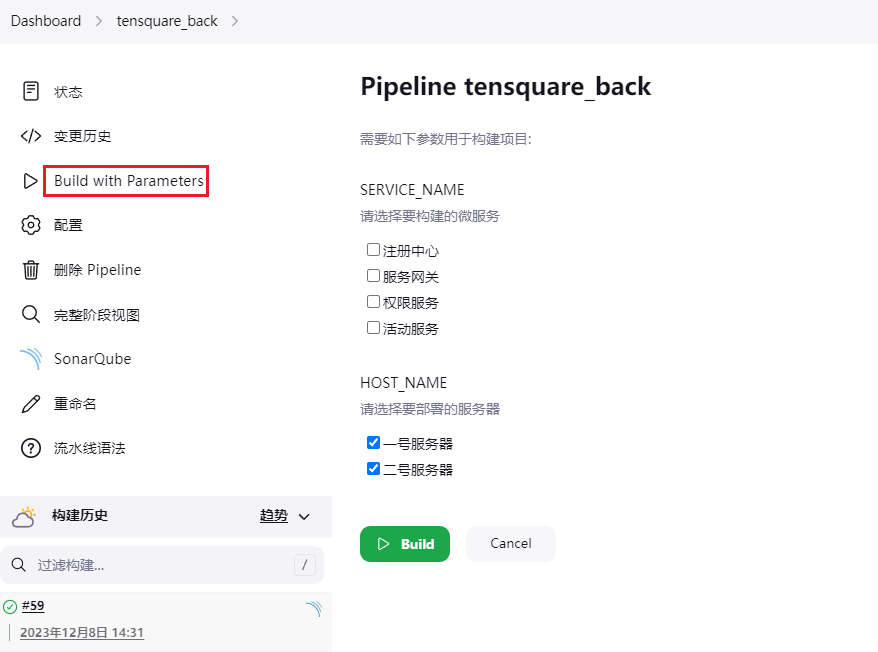 Dashboard > tensquare_back >
状态
变更历史
Build with Parameters
配置
删除 Pipeline
完整阶段视图
SonarQube
重命名
流水线语法
构建历史 趋势
过滤构建... /
#59
2023年12月8日 14:31
Pipeline tensquare_back
需要如下参数用于构建项目:
SERVICE_NAME
请选择要构建的微服务
注册中心
服务网关
权限服务
活动服务
HOST_NAME
请选择要部署的服务器
一号服务器
二号服务器
Build Cancel